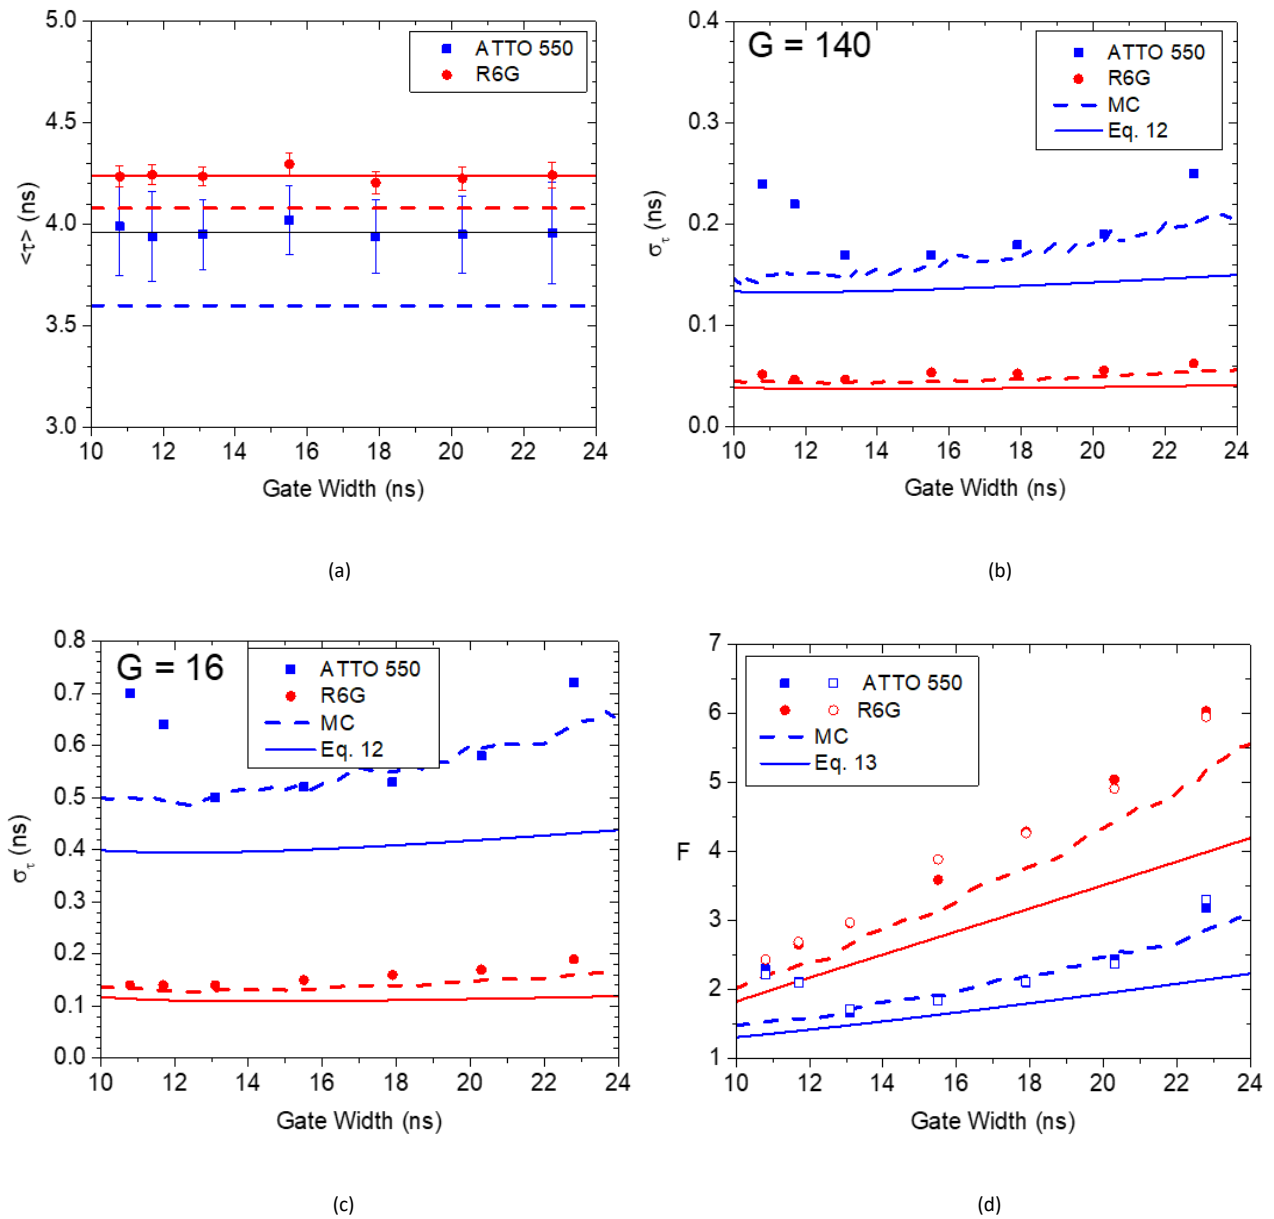 5.0
4.5
4.0
3.5
3.0
<τ> (ns)
10 12 14 16 18 20 22 24
Gate Width (ns)
ATTO 550
R6G
(a)
0.4
0.3
0.2
0.1
0.0
στ (ns)
10 12 14 16 18 20 22 24
Gate Width (ns)
G = 140
ATTO 550
R6G
MC
Eq. 12
(b)
0.8
0.7
0.6
0.5
0.4
0.3
0.2
0.1
0.0
στ (ns)
10 12 14 16 18 20 22 24
Gate Width (ns)
G = 16
ATTO 550
R6G
MC
Eq. 12
(c)
7
6
5
4
3
2
1
F
10 12 14 16 18 20 22 24
Gate Width (ns)
ATTO 550
R6G
MC
Eq. 13
(d)